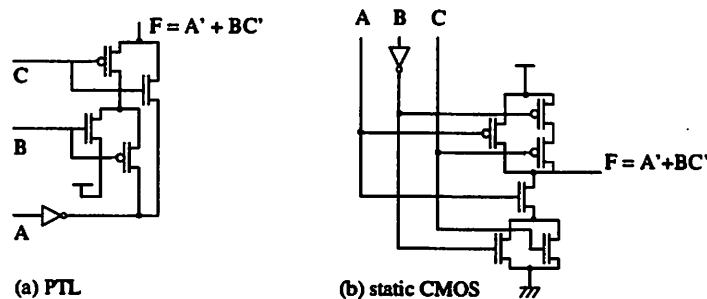 F = A' + BC'
C
B
A
(a) PTL
A B C
F = A'+BC'
(b) static CMOS